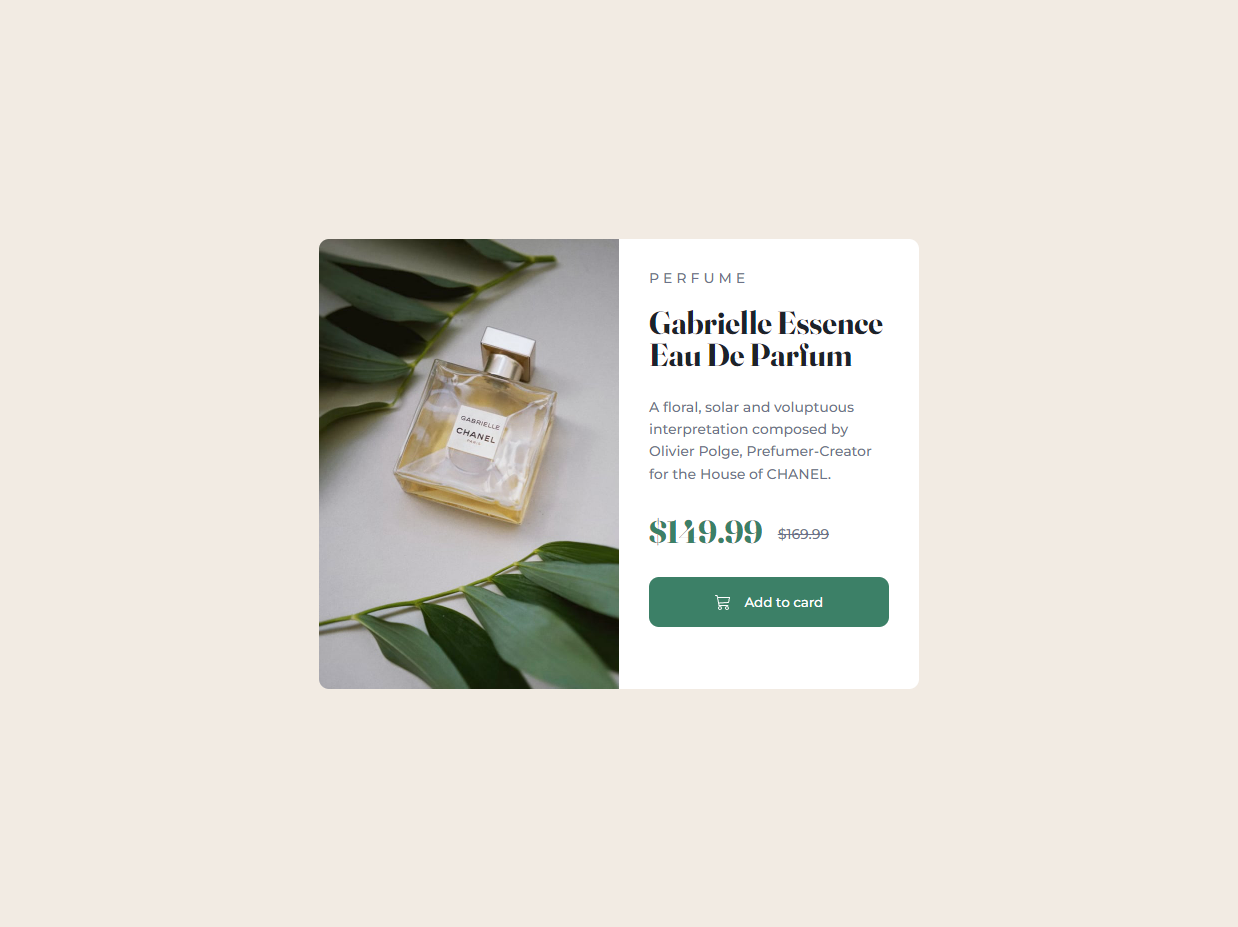 GABRIELLE
CHANEL
PARIS
PERFUME
Gabrielle Essence
Eau De Parfum
A floral, solar and voluptuous
interpretation composed by
Olivier Polge, Prefumer-Creator
for the House of CHANEL.
$149.99 $169.99
Add to card